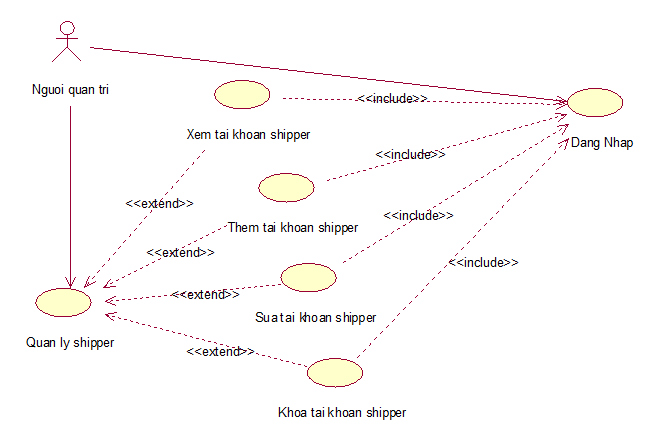 Nguoi quan tri
<<include>>
Dang Nhap
Xem tai khoan shipper
<<include>>
<<extend>>
Them tai khoan shipper
<<include>>
<<extend>>
<<include>>
<<extend>>
Sua tai khoan shipper
Quan ly shipper
<<extend>>
Khoa tai khoan shipper